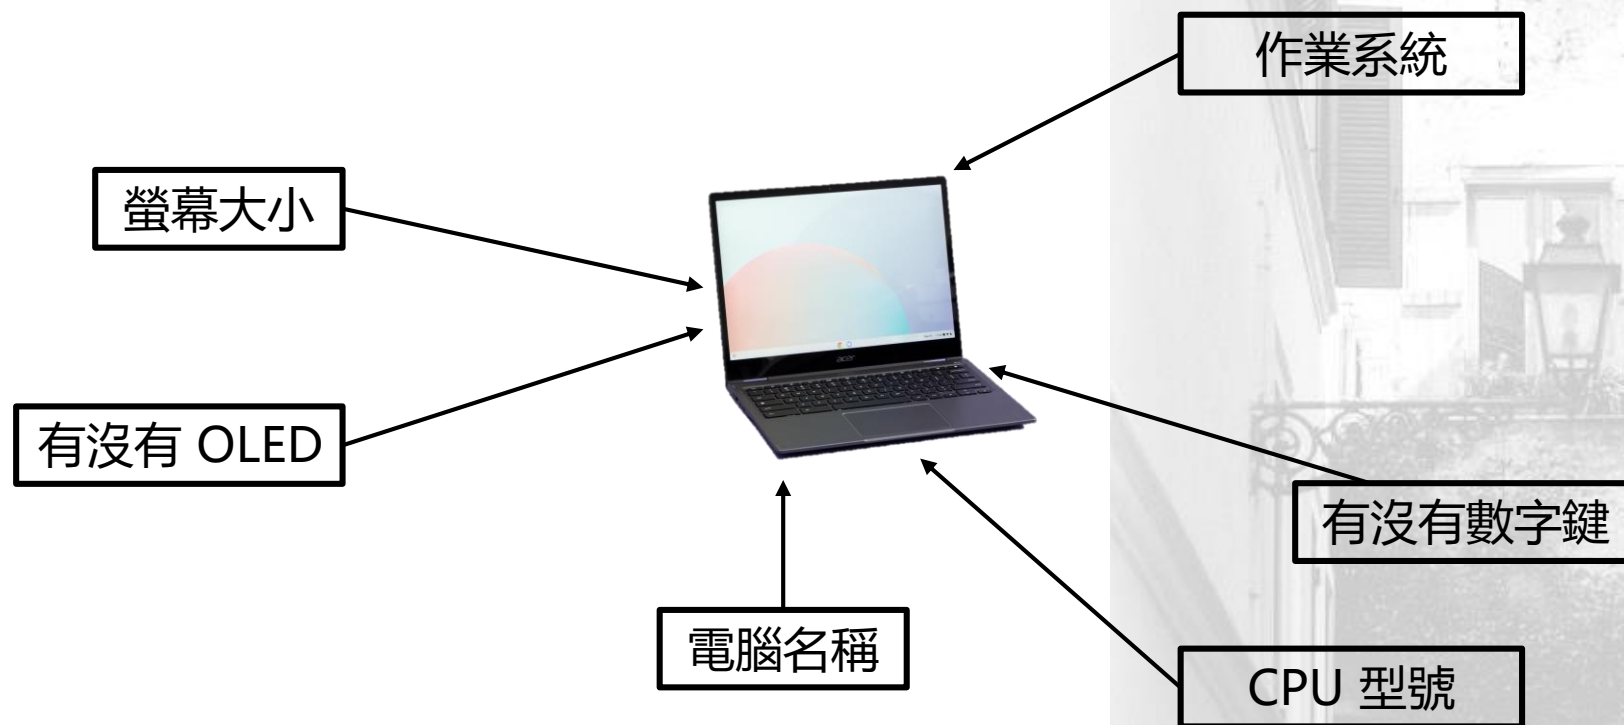 作業系統
螢幕大小
acer
有沒有 OLED
有沒有數字鍵
電腦名稱
CPU 型號